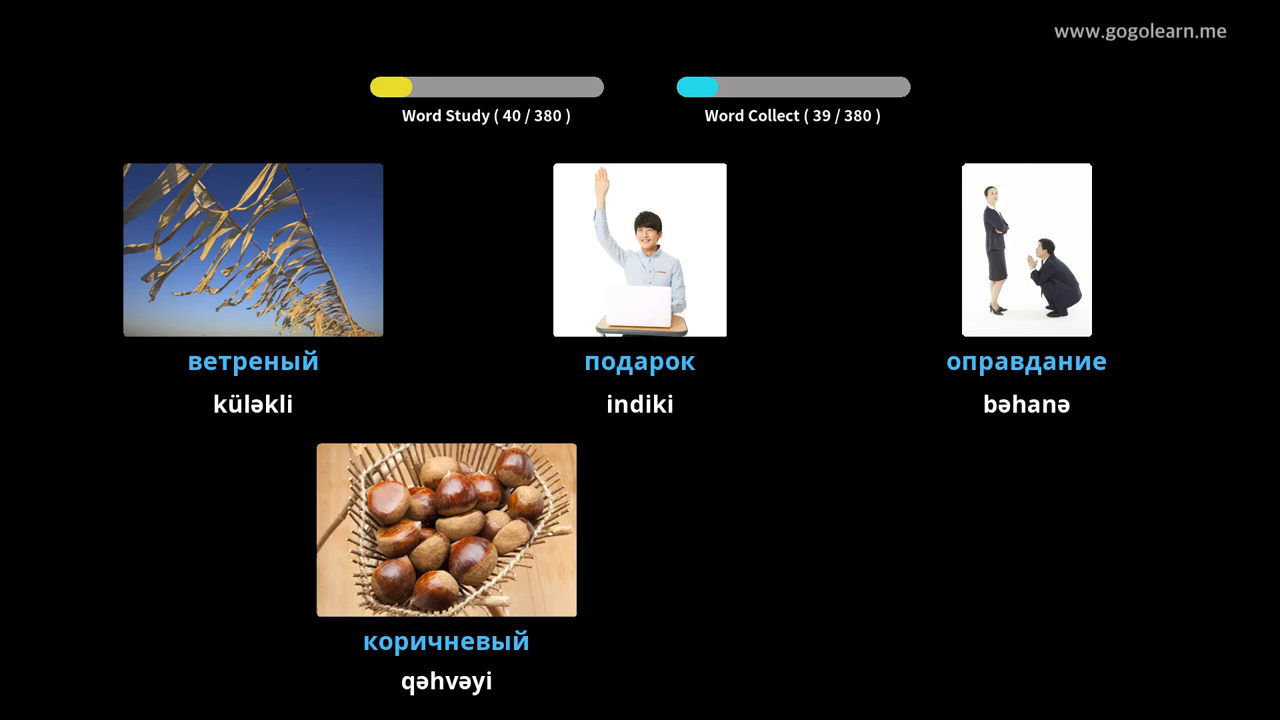 www.gogolearn.me
Word Study ( 40 / 380 )
Word Collect ( 39 / 380 )
ветреный
küləkli
подарок
indiki
оправдание
bəhanə
коричневый
qəhvəyi